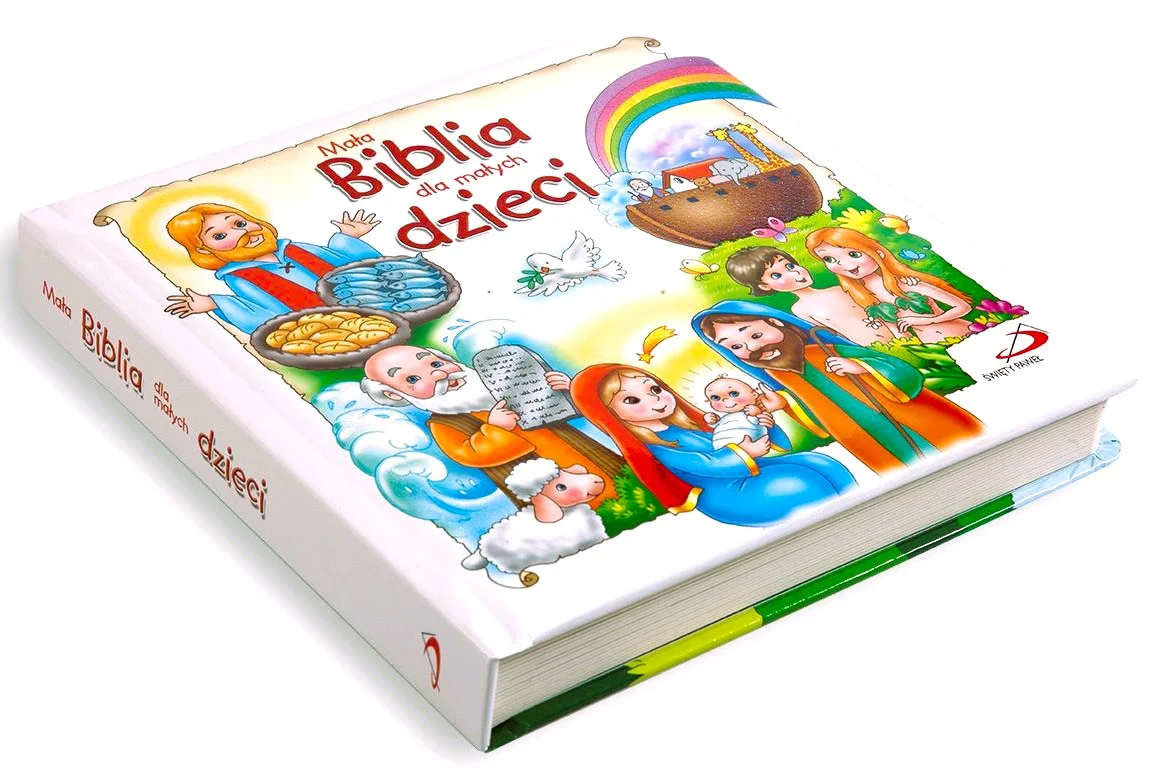 Mała
Biblia
dla małych
dzieci
ŚWIĘTY PAWEŁ
Mała
Biblia
dla
małych
dzieci